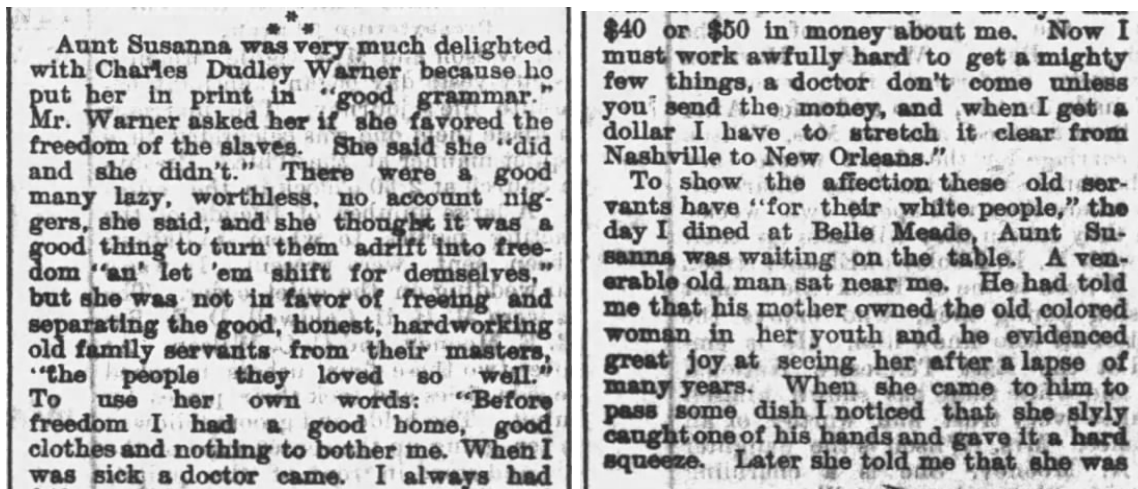 ***
Aunt Susanna was very much delighted
with Charles Dudley Warner because he
put her in print in "good grammar."
Mr. Warner asked her if she favored the
freedom of the slaves. She said she "did
and she didn't." There were a good
many lazy, worthless, no account nig-
gers, she said, and she thought it was a
good thing to turn them adrift into free-
dom "an' let 'em shift for demselves."
but she was not in favor of freeing and
separating the good, honest, hardworking
old family servants from their masters,
"the people they loved so well."
To use her own words: "Before
freedom I had a good home, good
clothes and nothing to bother me. When I
was sick a doctor came. I always had
$40 or $50 in money about me. Now I
must work awfully hard to get a mighty
few things, a doctor don't come unless
you send the money, and when I get a
dollar I have to stretch it clear from
Nashville to New Orleans."
To show the affection these old ser-
vants have "for their white people," the
day I dined at Belle Meade, Aunt Su-
sanna was waiting on the table. A ven-
erable old man sat near me. He had told
me that his mother owned the old colored
woman in her youth and he evidenced
great joy at seeing her after a lapse of
many years. When she came to him to
pass some dish I noticed that she slyly
caught one of his hands and gave it a hard
squeeze. Later she told me that she was